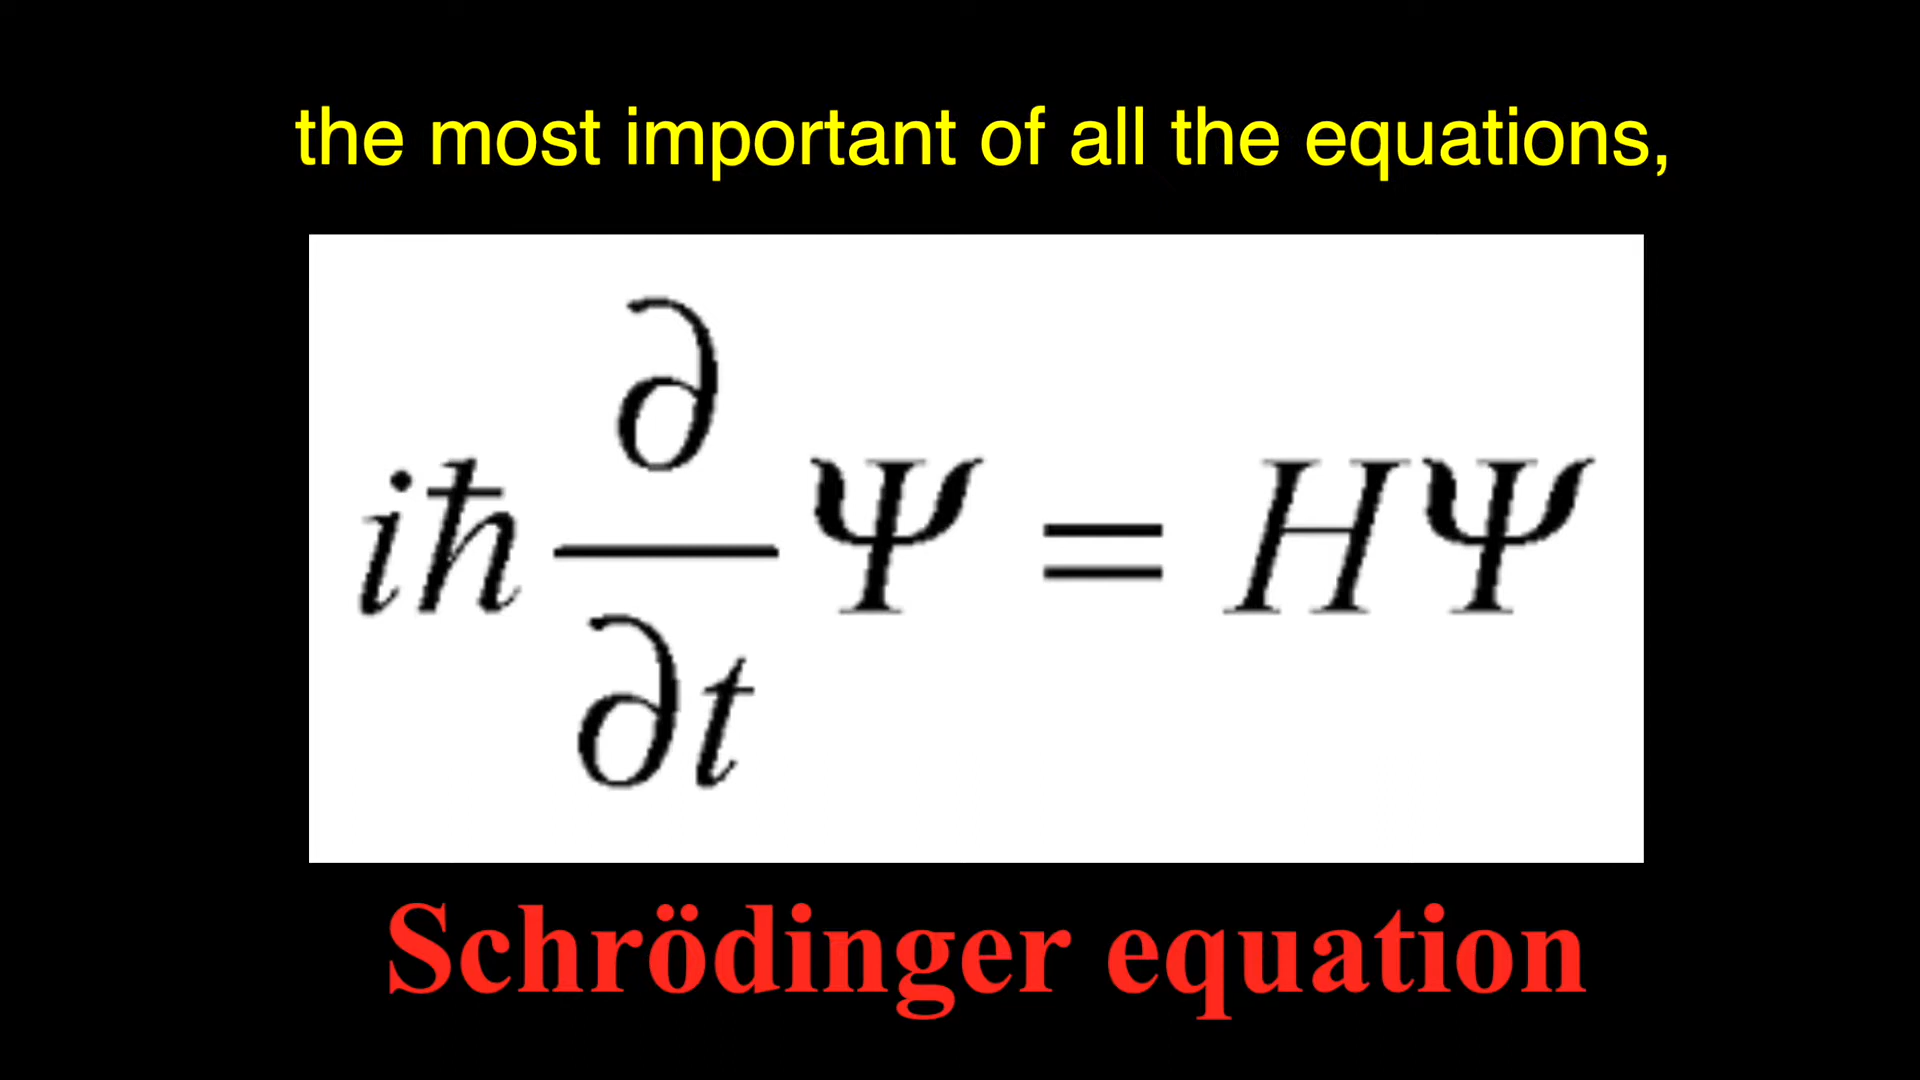 the most important of all the equations,
iħ ∂/∂t Ψ = HΨ
Schrödinger equation